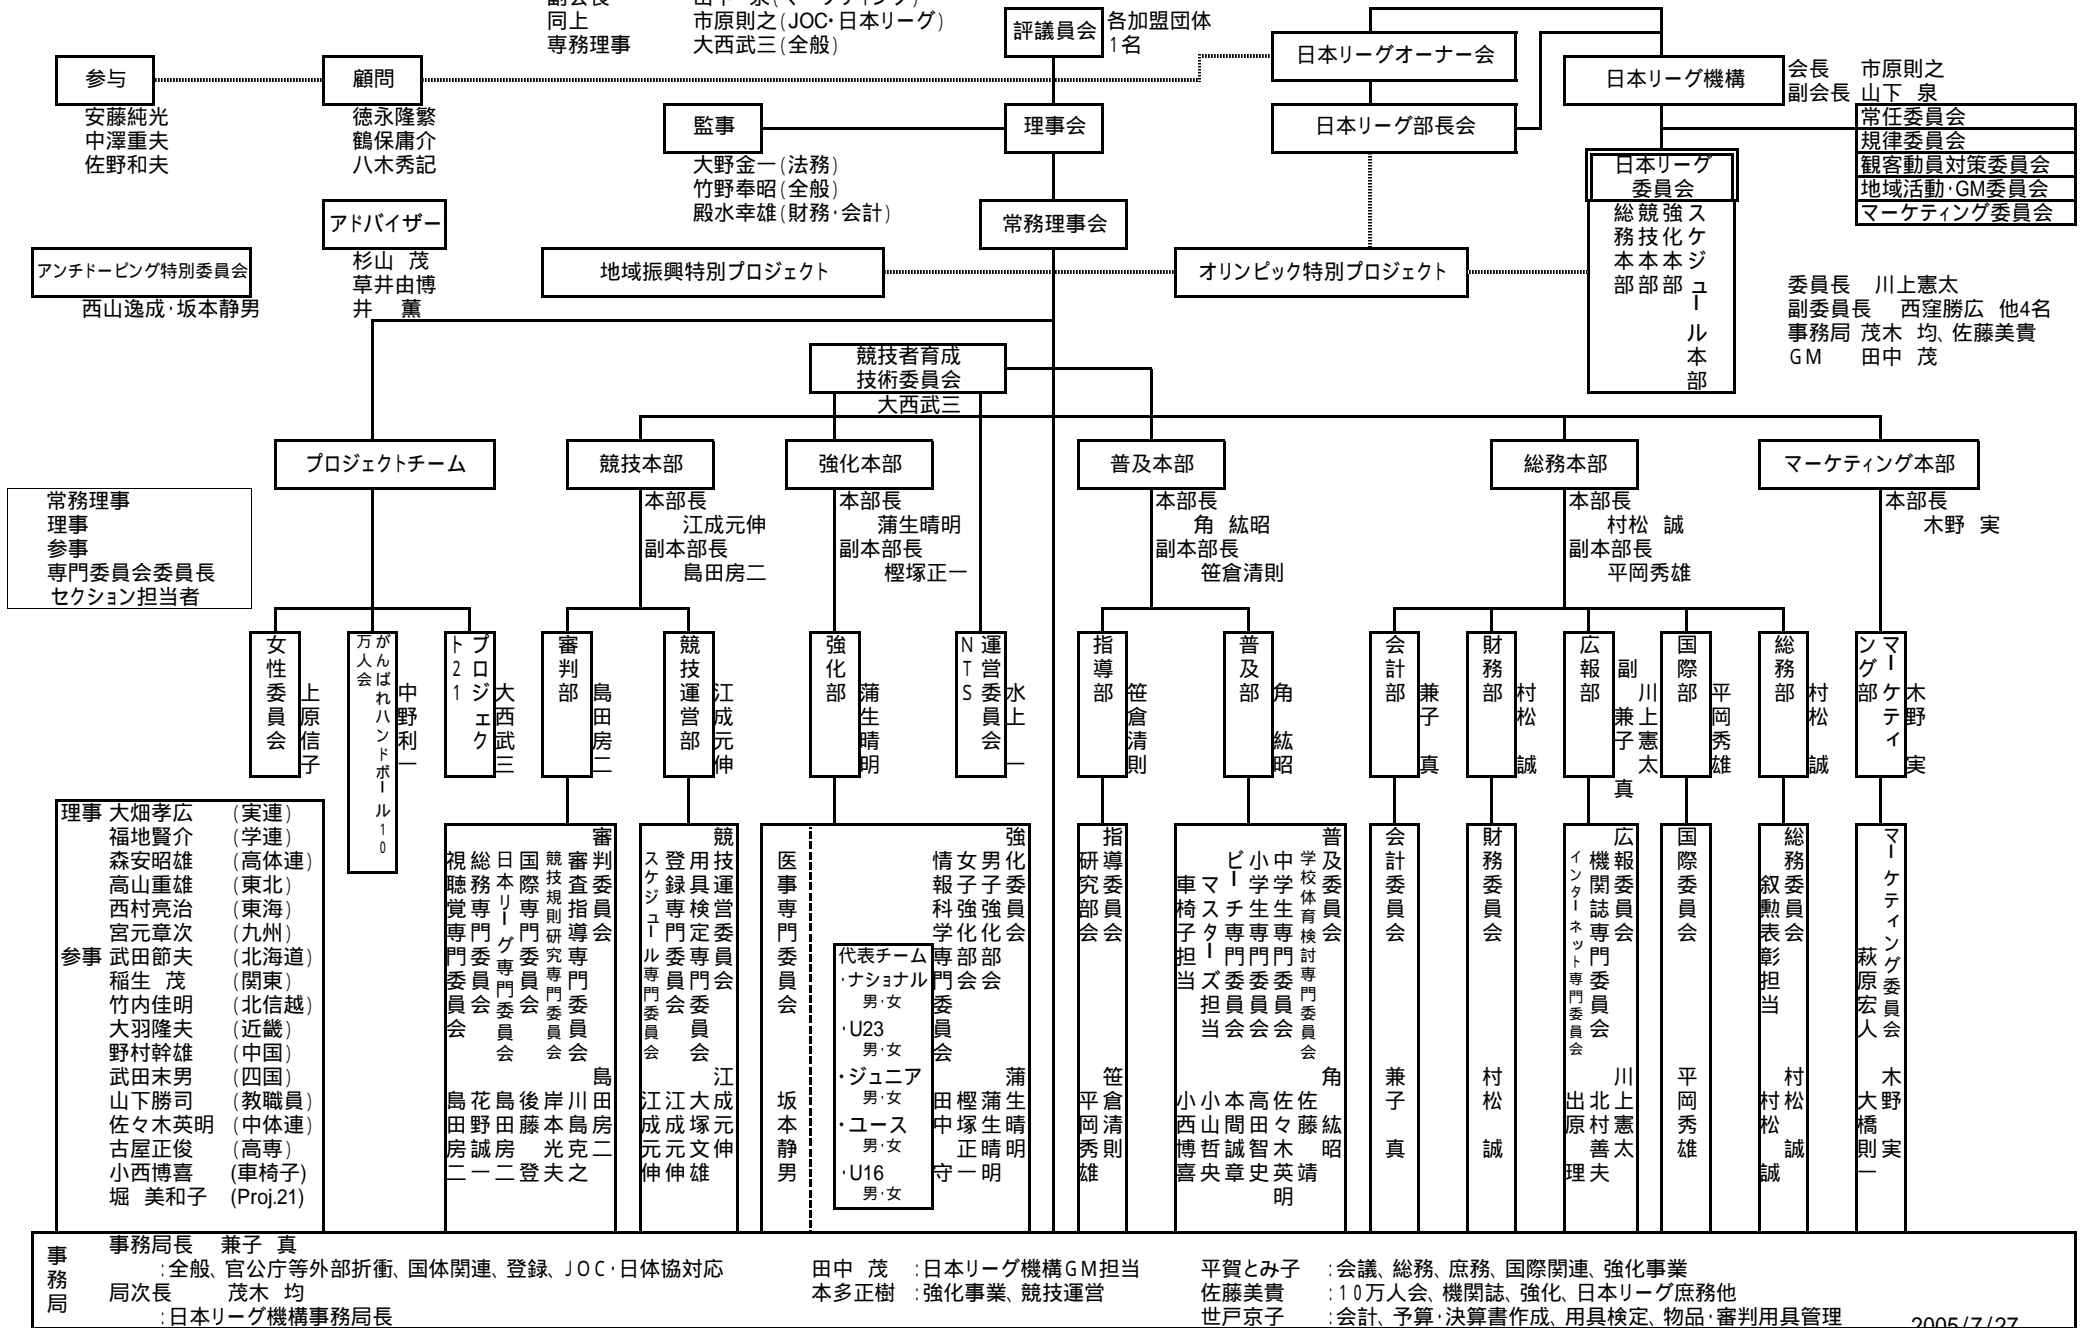 同上 市原則之(JOC・日本リーグ)
専務理事 大西武三(全般)
評議員会
各加盟団体
1名
日本リーグオーナー会
日本リーグ機構
会長 市原則之
副会長 山下 泉
参与
安藤純光
中澤重夫
佐野和夫
顧問
徳永隆繁
鶴保庸介
八木秀記
監事
大野金一(法務)
竹野奉昭(全般)
殿水幸雄(財務・会計)
理事会
日本リーグ部長会
常任委員会
規律委員会
観客動員対策委員会
地域活動・GM委員会
マーケティング委員会
日本リーグ
委員会
スケジュール本部
強化本部
競技本部
総務本部
アドバイザー
杉山 茂
草井由博
井 薫
常務理事会
アンチドーピング特別委員会
西山逸成・坂本静男
地域振興特別プロジェクト
オリンピック特別プロジェクト
委員長 川上憲太
副委員長 西窪勝広 他4名
事務局 茂木 均、佐藤美貴
GM 田中 茂
競技者育成
技術委員会
大西武三
プロジェクトチーム
競技本部
本部長
江成元伸
副本部長
島田房二
強化本部
本部長
蒲生晴明
副本部長
樫塚正一
普及本部
本部長
角 紘昭
副本部長
笹倉清則
総務本部
本部長
村松 誠
副本部長
平岡秀雄
マーケティング本部
本部長
木野 実
常務理事
理事
参事
専門委員会委員長
セクション担当者
女性委員会
上原信子
がんばれハンドボール10
万人会
中野利一
プロジェク
ト21
大西武三
審判部
島田房二
競技運営部
江成元伸
強化部
蒲生晴明
運営委員会
NTS
水上 一
指導部
笹倉清則
普及部
角 紘昭
会計部
兼子 真
財務部
村松 誠
広報部
川上憲太
副 兼子 真
国際部
平岡秀雄
総務部
村松 誠
マーケティ
ング部
木野 実
理事 大畑孝広 (実連)
福地賢介 (学連)
森安昭雄 (高体連)
高山重雄 (東北)
西村亮治 (東海)
宮元章次 (九州)
参事 武田節夫 (北海道)
稲生 茂 (関東)
竹内佳明 (北信越)
大羽隆夫 (近畿)
野村幹雄 (中国)
武田末男 (四国)
山下勝司 (教職員)
佐々木英明 (中体連)
古屋正俊 (高専)
小西博喜 (車椅子)
堀 美和子 (Proj.21)
審判委員会 島田房二
審査指導専門委員会 川島克之
競技規則研究専門委員会 岸本光夫
国際専門委員会 後藤 登
日本リーグ専門委員会 島田房二
総務専門委員会 花野誠一
視聴覚専門委員会 島田房二
競技運営委員会 江成元伸
用具検定専門委員会 大塚文雄
登録専門委員会 江成元伸
スケジュール専門委員会 江成元伸
強化委員会 蒲生晴明
男子強化部会 蒲生晴明
女子強化部会 樫塚正一
情報科学専門委員会 田中 守
代表チーム
・ナショナル
男・女
・U23
男・女
・ジュニア
男・女
・ユース
男・女
・U16
男・女
医事専門委員会 坂本静男
指導委員会 笹倉清則
研究部会 平岡秀雄
普及委員会 角 紘昭
学校体育検討専門委員会 佐藤 靖
中学生専門委員会 佐々木英明
小学生専門委員会 高田智史
ビーチ専門委員会 本間誠章
マスターズ担当 小山哲央
車椅子担当 小西博喜
会計委員会 兼子 真
財務委員会 村松 誠
広報委員会 川上憲太
機関誌専門委員会 北村善夫
インターネット専門委員会 出原 理
国際委員会 平岡秀雄
総務委員会 村松 誠
叙勲表彰担当 村松 誠
マーケティング委員会 木野 実
萩原宏人 大橋則一
事務局
事務局長 兼子 真
:全般、官公庁等外部折衝、国体関連、登録、JOC・日体協対応
局次長 茂木 均
:日本リーグ機構事務局長
田中 茂 :日本リーグ機構GM担当
本多正樹 :強化事業、競技運営
平賀とみ子 :会議、総務、庶務、国際関連、強化事業
佐藤美貴 :10万人会、機関誌、強化、日本リーグ庶務他
世戸京子 :会計、予算・決算書作成、用具検定、物品・審判用具管理
2005/7/27